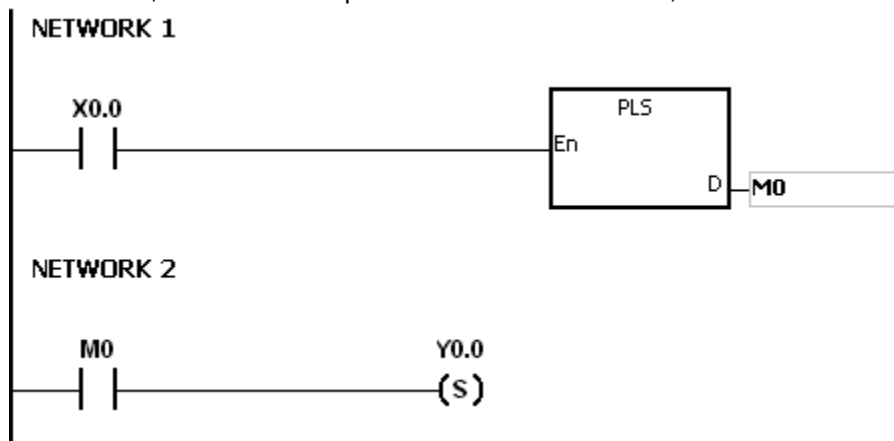 NETWORK 1
X0.0
PLS
En
D
M0
NETWORK 2
M0
Y0.0
(S)